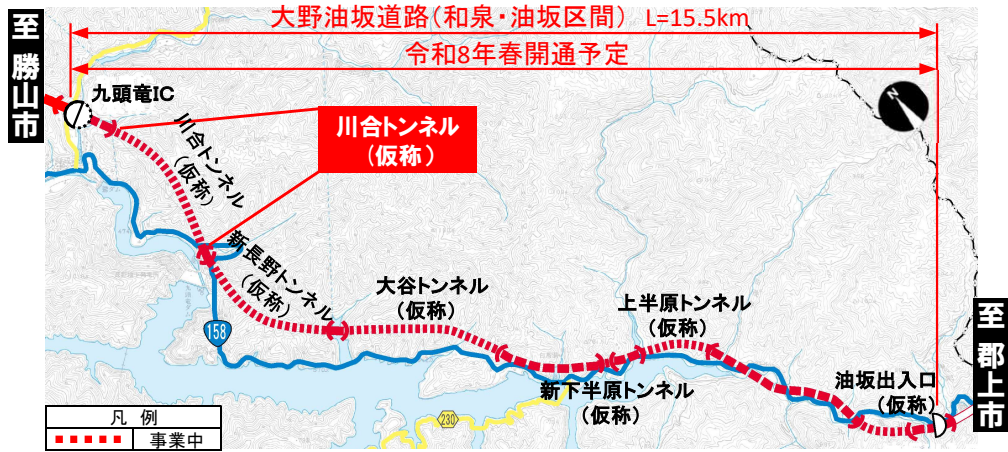 大野油坂道路(和泉・油坂区間) L=15.5km
令和8年春開通予定
至 勝山市
九頭竜IC
川合トンネル
(仮称)
川合トンネル
(仮称)
新長野トンネル
(仮称)
大谷トンネル
(仮称)
上半原トンネル
(仮称)
新下半原トンネル
(仮称)
油坂出入口
(仮称)
至 郡上市
158
230
N
凡 例
事業中